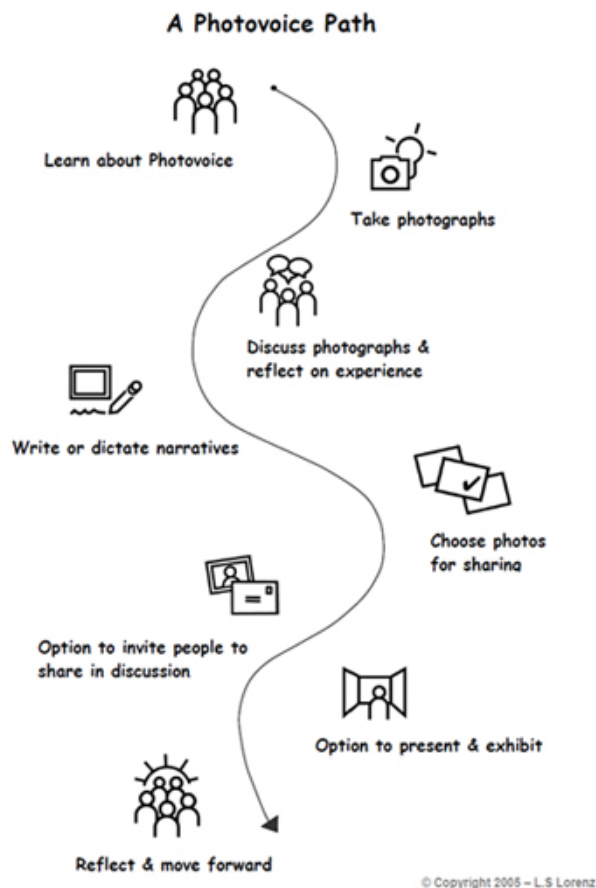 A Photovoice Path
Learn about Photovoice
Take photographs
Discuss photographs &
reflect on experience
Write or dictate narratives
Choose photos
for sharing
Option to invite people to
share in discussion
Option to present & exhibit
Reflect & move forward
© Copyright 2005 – L.S Lorenz